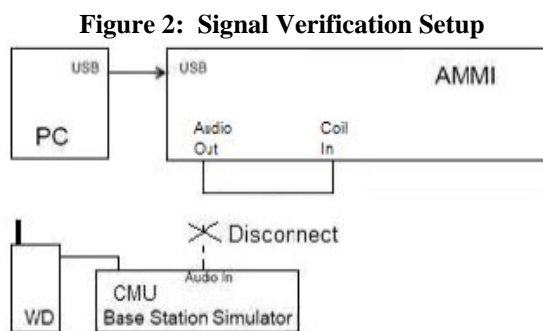 Figure 2: Signal Verification Setup
USB
USB
AMMI
PC
Audio
Out
Coil
In
Disconnect
Audio In
CMU
WD
Base Station Simulator